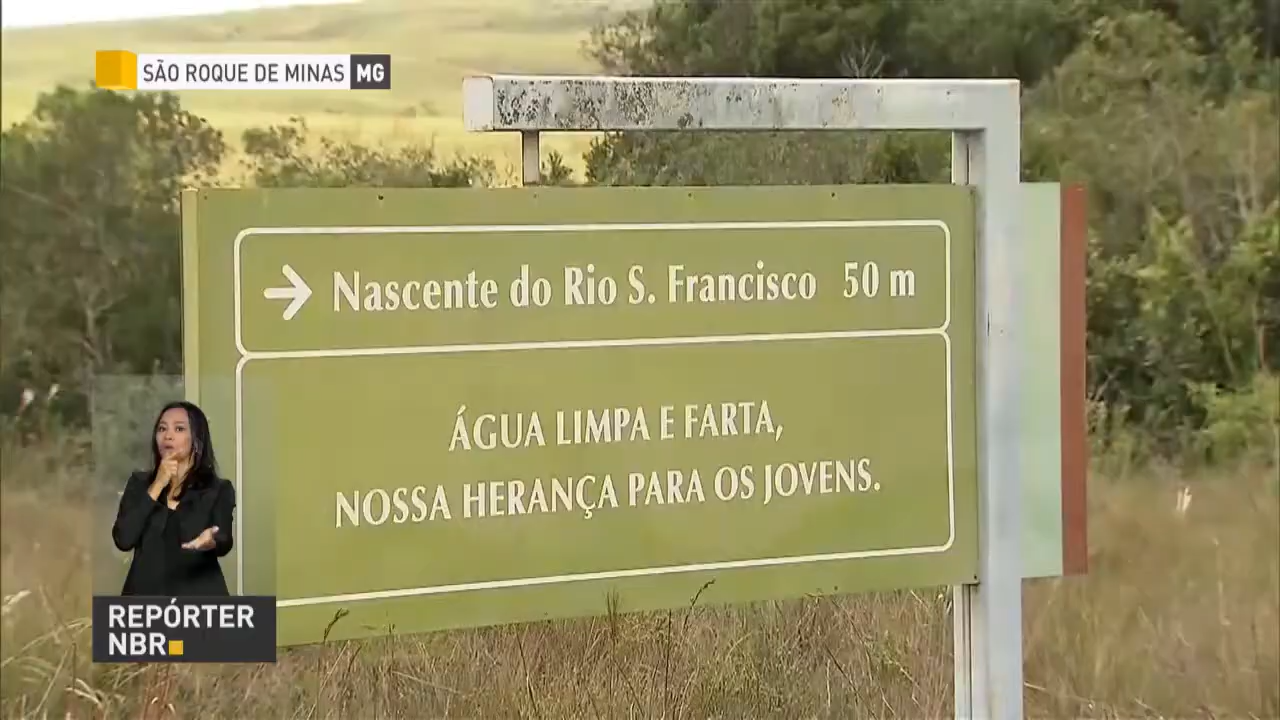 SÃO ROQUE DE MINAS MG
→ Nascente do Rio S. Francisco 50 m
ÁGUA LIMPA E FARTA,
NOSSA HERANÇA PARA OS JOVENS.
REPÓRTER
NBR